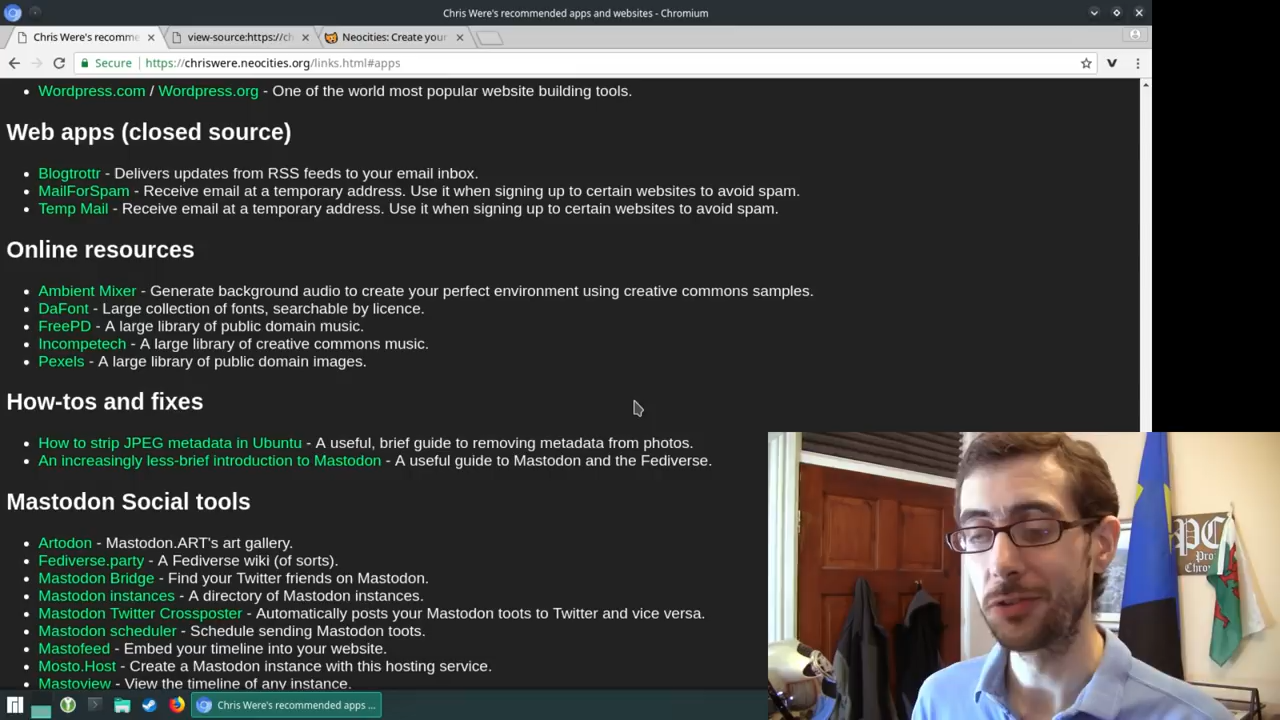 Chris Were's recommended apps and websites - Chromium
Chris Were's recomme
view-source:https://ch
Neocities: Create your
Secure
https://chriswere.neocities.org/links.html#apps
Wordpress.com / Wordpress.org - One of the world most popular website building tools.
Web apps (closed source)
Blogtrottr - Delivers updates from RSS feeds to your email inbox.
MailForSpam - Receive email at a temporary address. Use it when signing up to certain websites to avoid spam.
Temp Mail - Receive email at a temporary address. Use it when signing up to certain websites to avoid spam.
Online resources
Ambient Mixer - Generate background audio to create your perfect environment using creative commons samples.
DaFont - Large collection of fonts, searchable by licence.
FreePD - A large library of public domain music.
Incompetech - A large library of creative commons music.
Pexels - A large library of public domain images.
How-tos and fixes
How to strip JPEG metadata in Ubuntu - A useful, brief guide to removing metadata from photos.
An increasingly less-brief introduction to Mastodon - A useful guide to Mastodon and the Fediverse.
Mastodon Social tools
Artodon - Mastodon.ART's art gallery.
Fediverse.party - A Fediverse wiki (of sorts).
Mastodon Bridge - Find your Twitter friends on Mastodon.
Mastodon instances - A directory of Mastodon instances.
Mastodon Twitter Crossposter - Automatically posts your Mastodon toots to Twitter and vice versa.
Mastodon scheduler - Schedule sending Mastodon toots.
Mastofeed - Embed your timeline into your website.
Mosto.Host - Create a Mastodon instance with this hosting service.
Mastoview - View the timeline of any instance.
PC
Chris Were's recommended apps ...